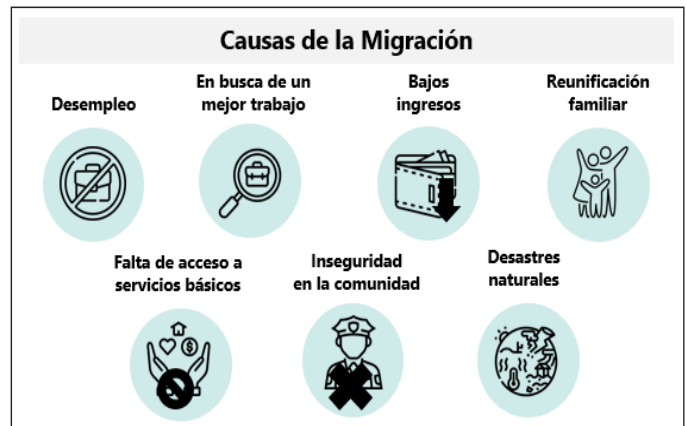 Causas de la Migración
Desempleo
En busca de un
mejor trabajo
Bajos
ingresos
Reunificación
familiar
Falta de acceso a
servicios básicos
Inseguridad
en la comunidad
Desastres
naturales